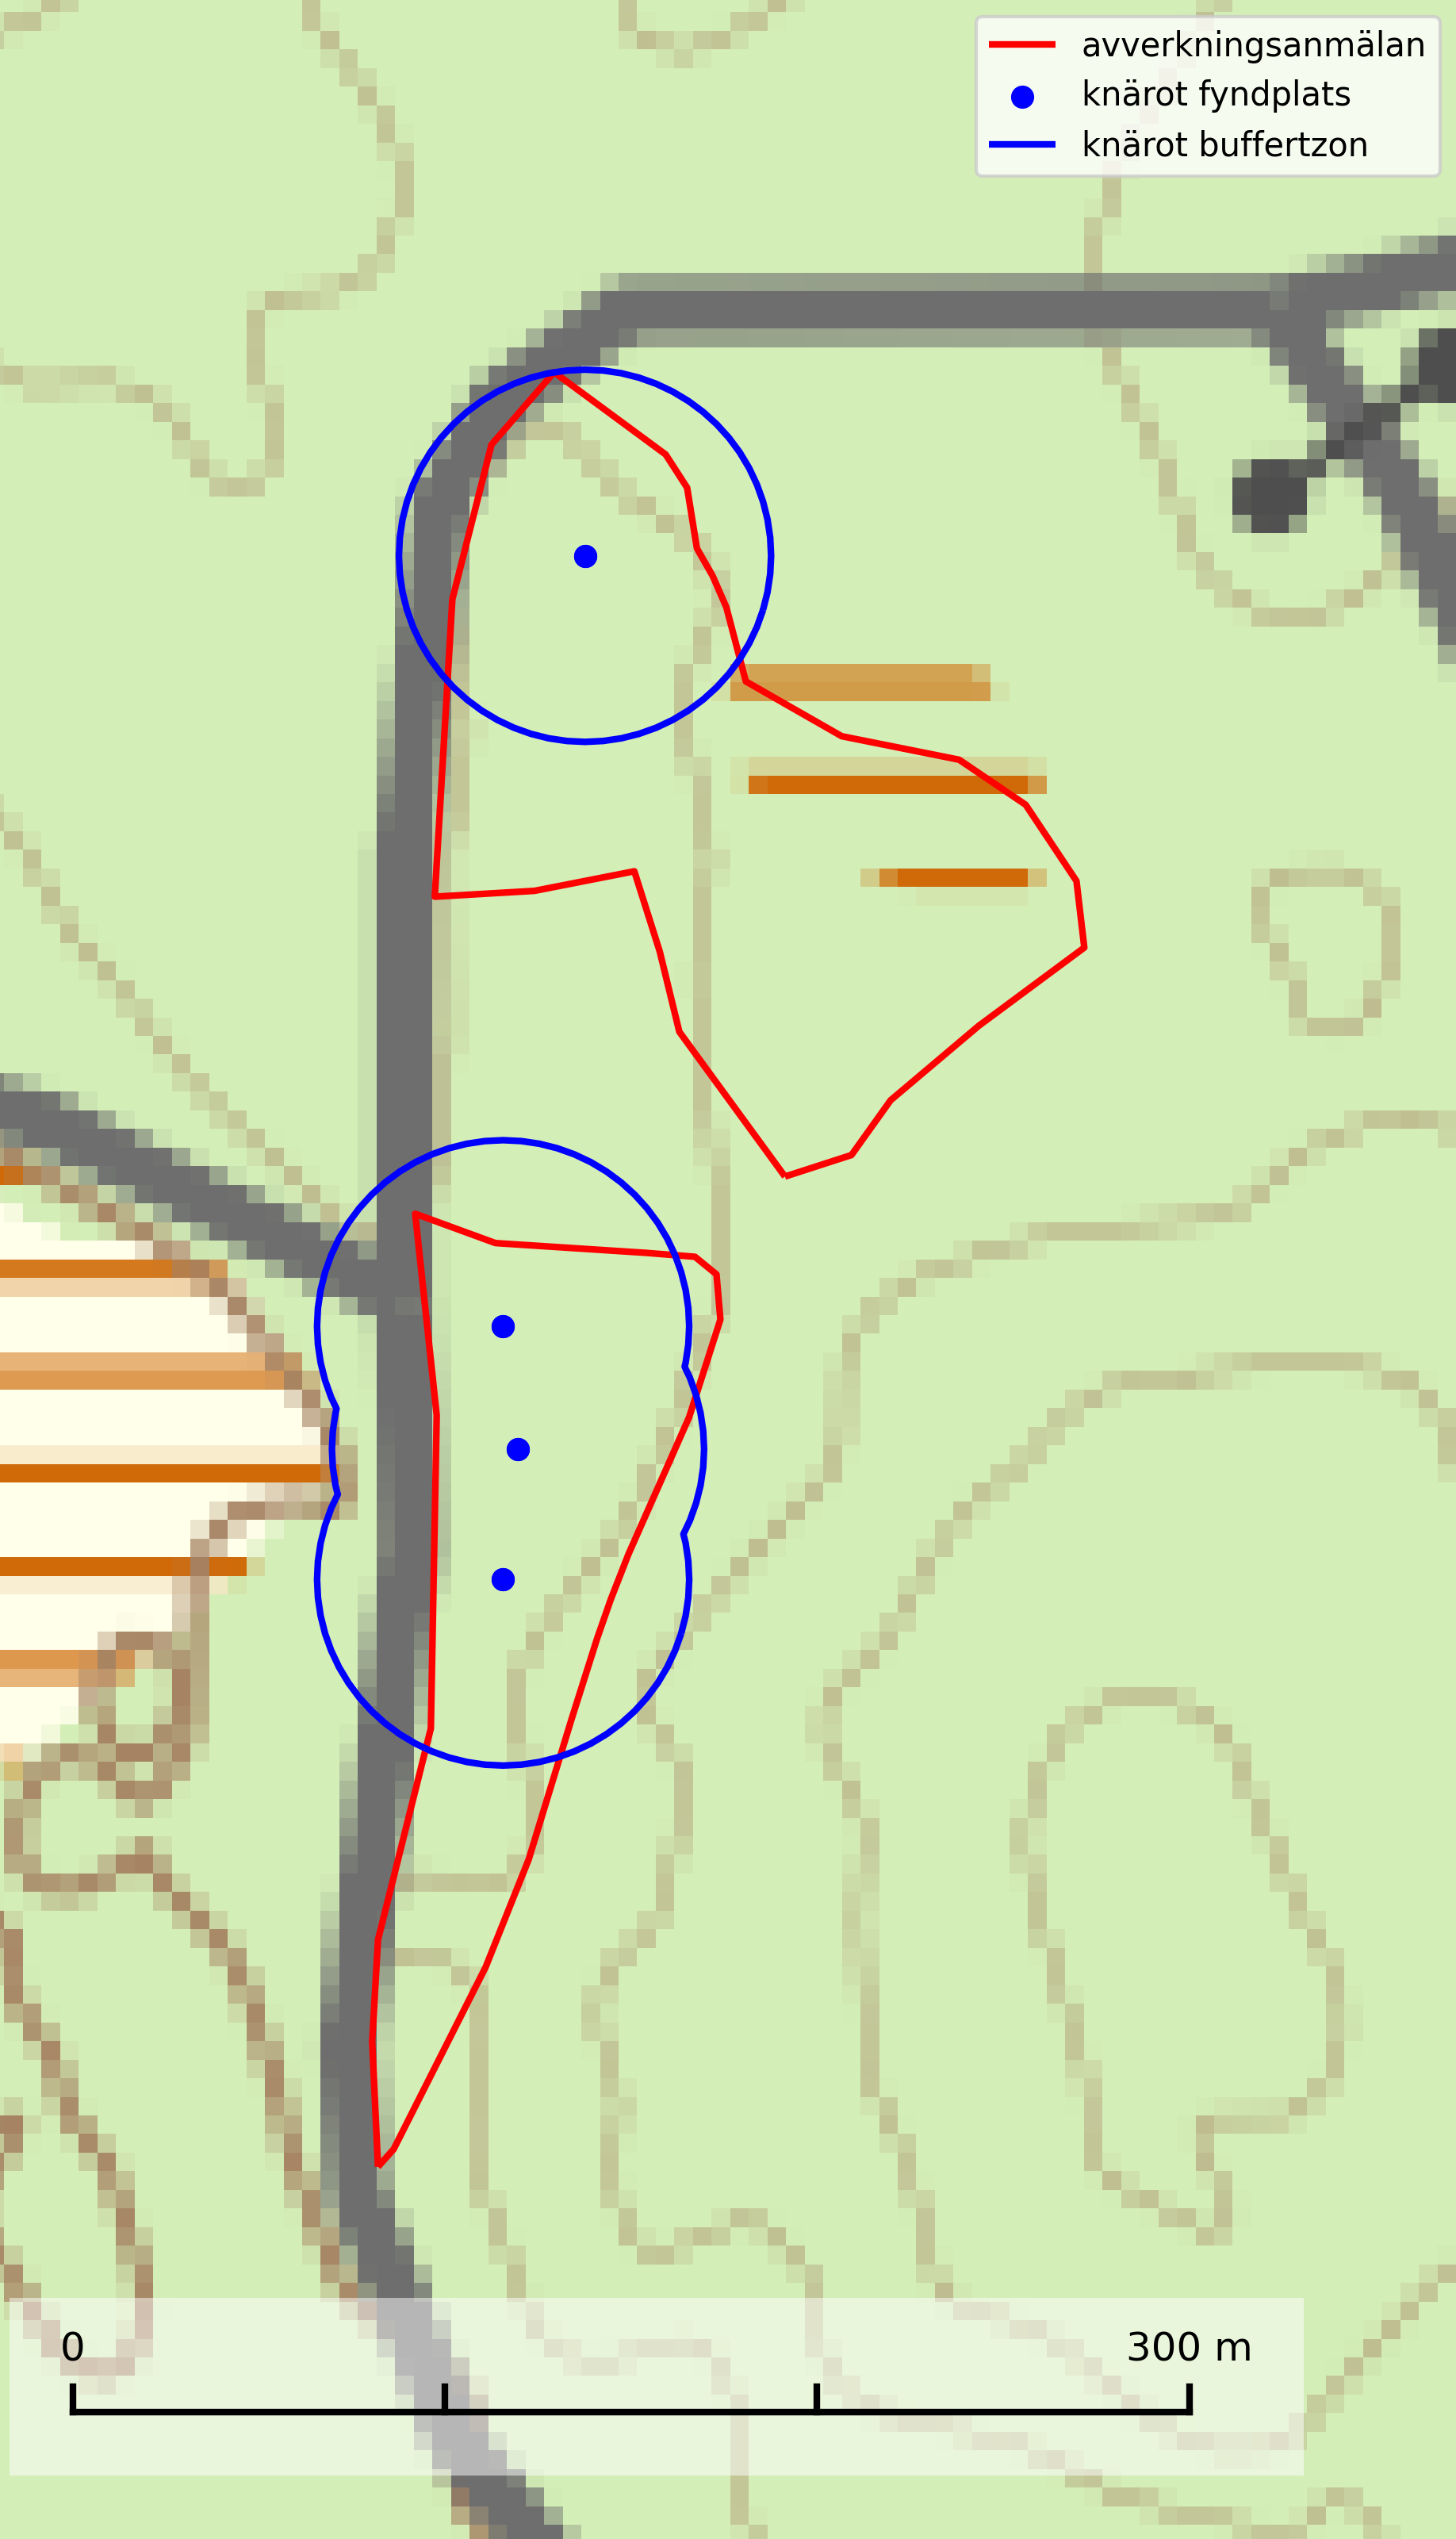 avverkningsanmälan
knärot fyndplats
knärot buffertzon
0 300 m